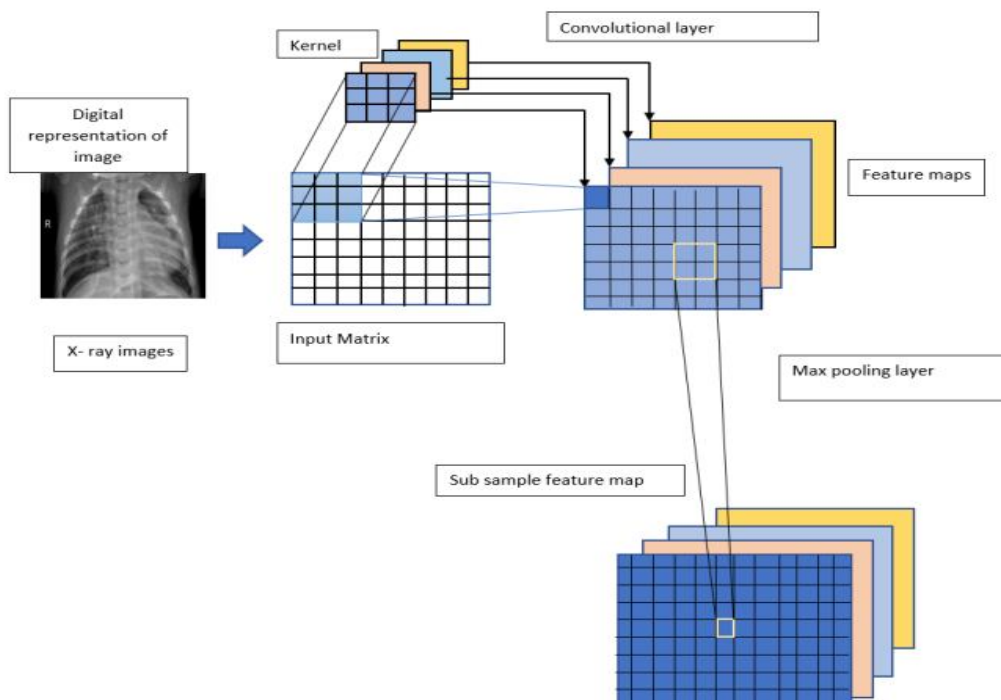 Convolutional layer
Kernel
Digital
representation of
image
Feature maps
R
Input Matrix
X- ray images
Max pooling layer
Sub sample feature map